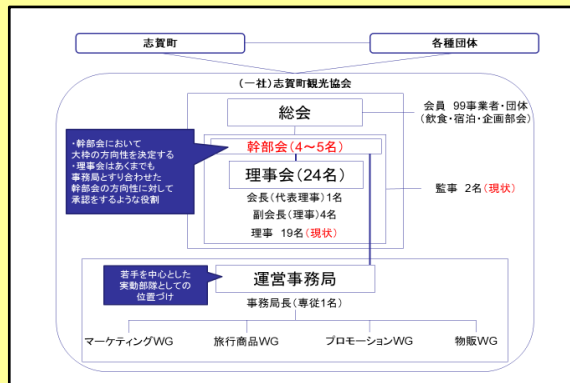 志賀町
各種団体
(一社)志賀町観光協会
総会
会員 99事業者・団体
(飲食・宿泊・企画部会)
・幹部会において
大枠の方向性を決定する
・理事会はあくまでも
事務局とすり合わせた
幹部会の方向性に対して
承認をするような役割
幹部会(4~5名)
理事会(24名)
会長(代表理事)1名
副会長(理事)4名
理事 19名(現状)
監事 2名(現状)
若手を中心とした
実動部隊としての
位置づけ
運営事務局
事務局長(専従1名)
マーケティングWG
旅行商品WG
プロモーションWG
物販WG